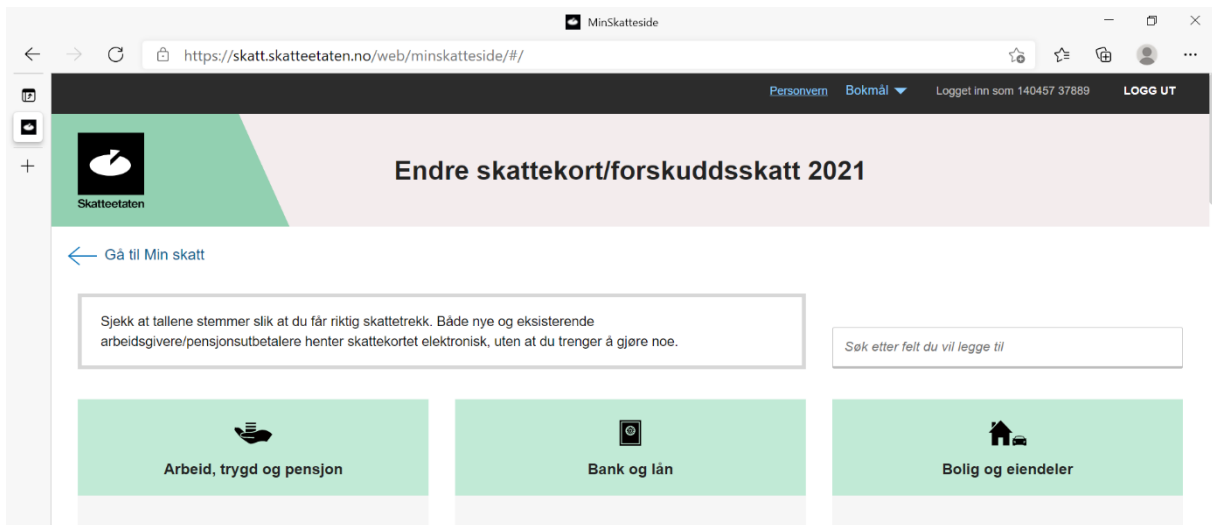 MinSkatteside
https://skatt.skatteetaten.no/web/minskatteside/#/
Personvern Bokmål Logget inn som 140457 37889 LOGG UT
Skatteetaten
Endre skattekort/forskuddsskatt 2021
Gå til Min skatt
Sjekk at tallene stemmer slik at du får riktig skattetrekk. Både nye og eksisterende
arbeidsgivere/pensjonsutbetalere henter skattekortet elektronisk, uten at du trenger å gjøre noe.
Søk etter felt du vil legge til
Arbeid, trygd og pensjon
Bank og lån
Bolig og eiendeler